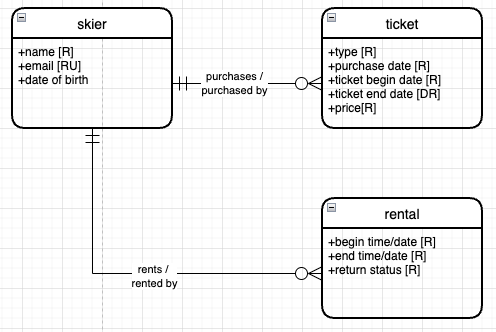 skier
+name [R]
+email [RU]
+date of birth
purchases /
purchased by
ticket
+type [R]
+purchase date [R]
+ticket begin date [R]
+ticket end date [DR]
+price[R]
rents /
rented by
rental
+begin time/date [R]
+end time/date [R]
+return status [R]